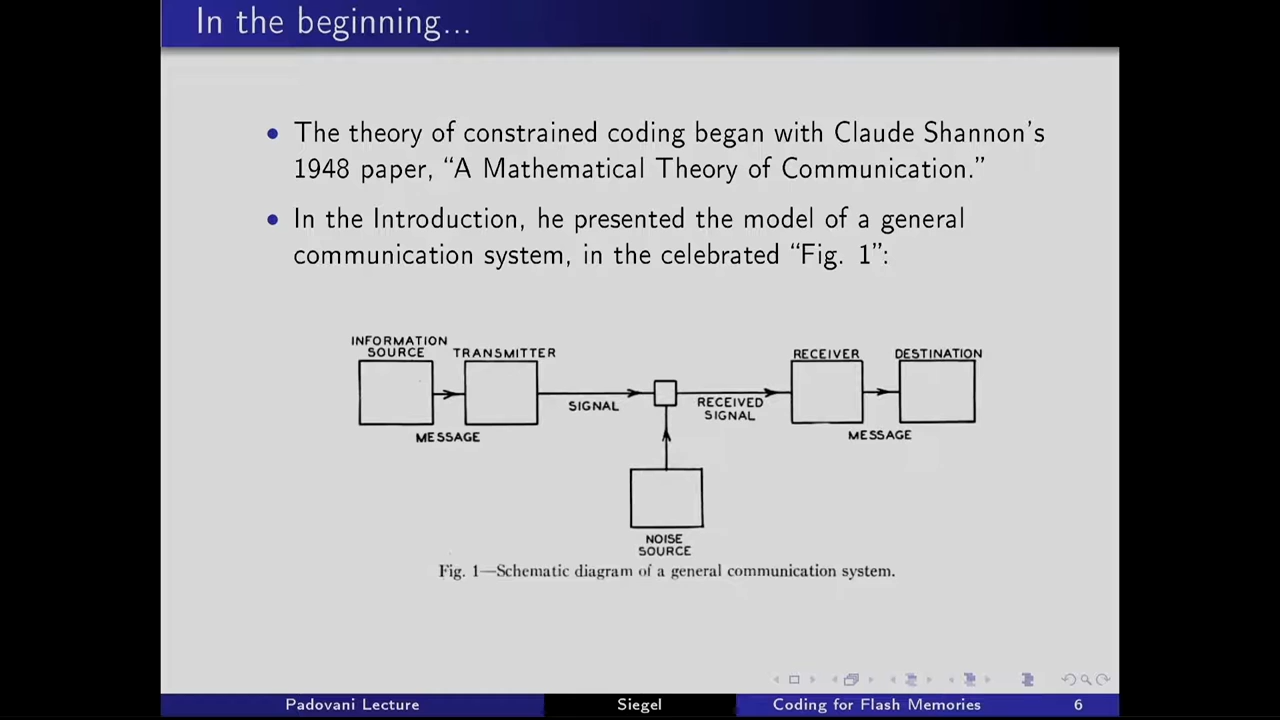 In the beginning...
• The theory of constrained coding began with Claude Shannon's
1948 paper, “A Mathematical Theory of Communication.”
• In the Introduction, he presented the model of a general
communication system, in the celebrated “Fig. 1”:
INFORMATION
SOURCE
TRANSMITTER
RECEIVER
DESTINATION
SIGNAL
RECEIVED
SIGNAL
MESSAGE
MESSAGE
NOISE
SOURCE
Fig. 1—Schematic diagram of a general communication system.
Padovani Lecture
Siegel
Coding for Flash Memories
6